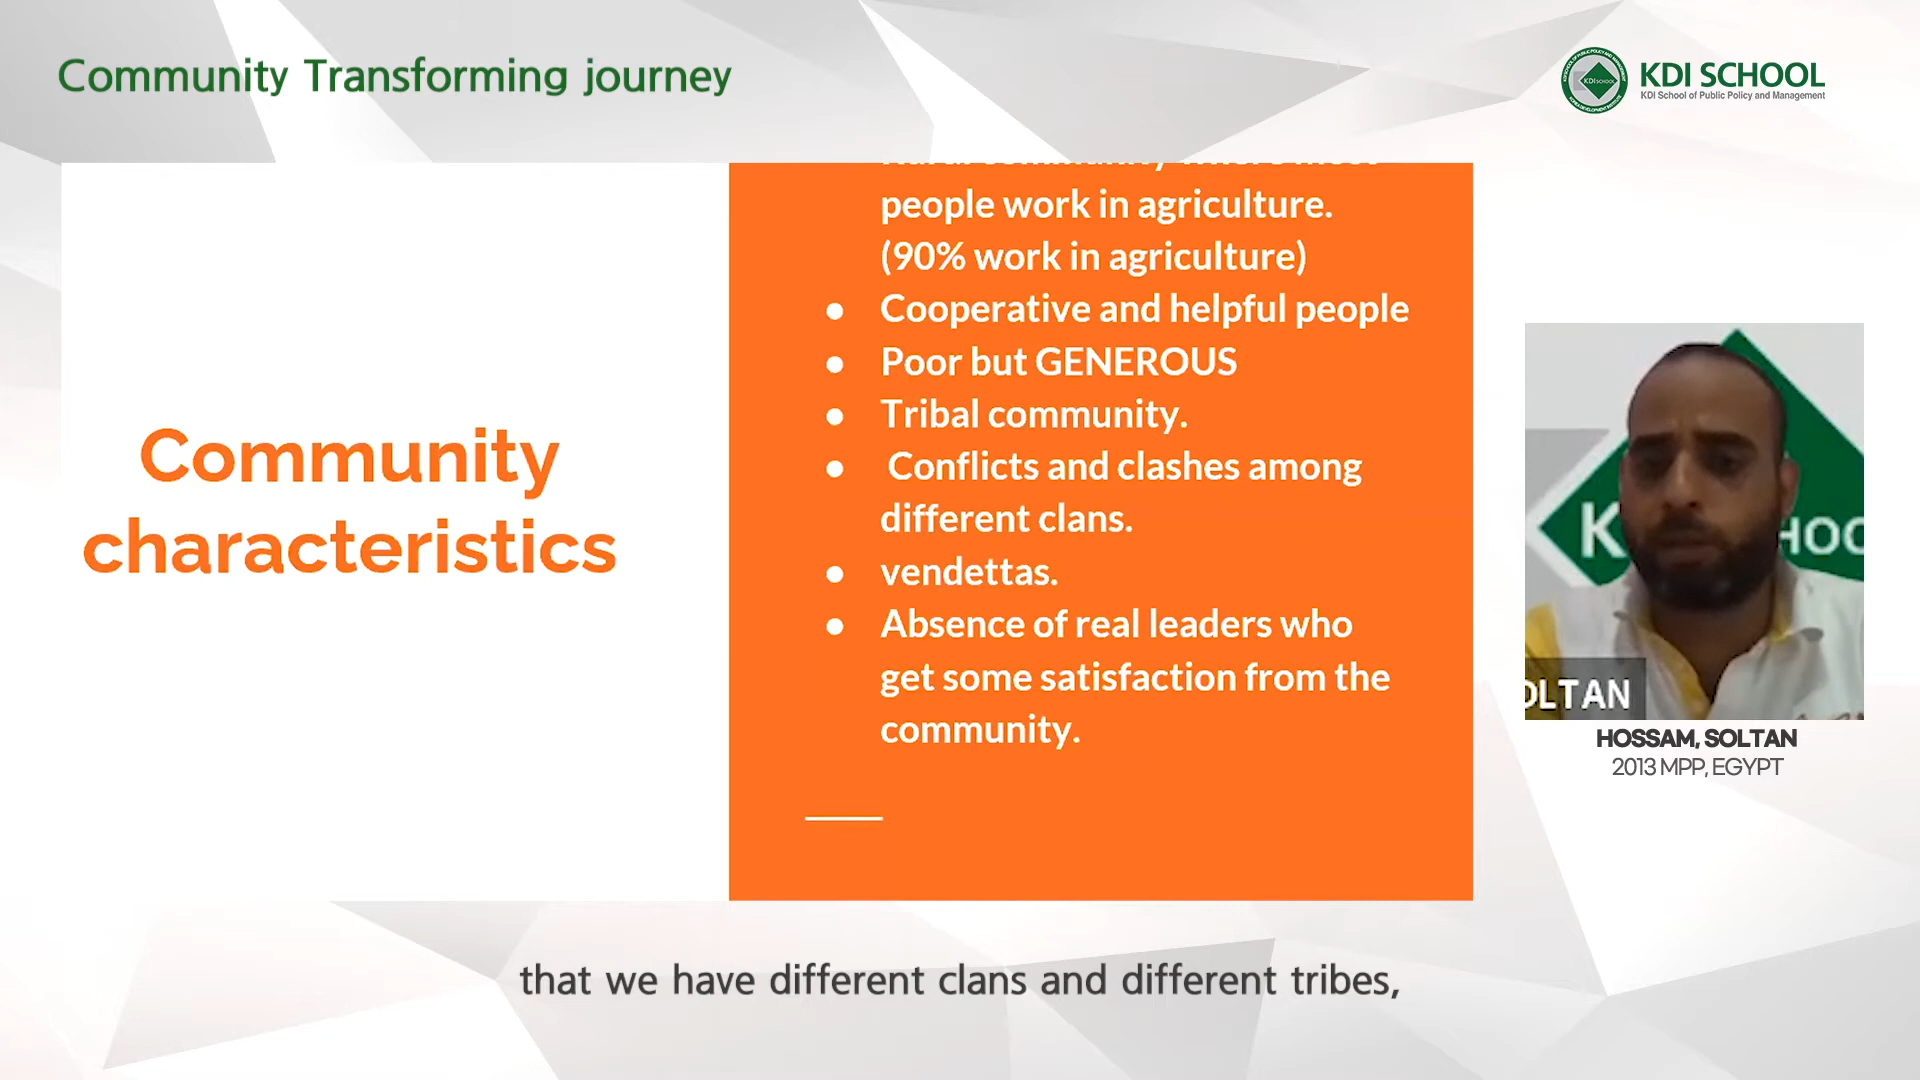 Community Transforming journey
KDI SCHOOL
KDI School of Public Policy and Management
people work in agriculture.
(90% work in agriculture)
● Cooperative and helpful people
● Poor but GENEROUS
● Tribal community.
● Conflicts and clashes among
different clans.
● vendettas.
● Absence of real leaders who
get some satisfaction from the
community.
Community
characteristics
OLTAN
HOSSAM, SOLTAN
2013 MPP, EGYPT
that we have different clans and different tribes,